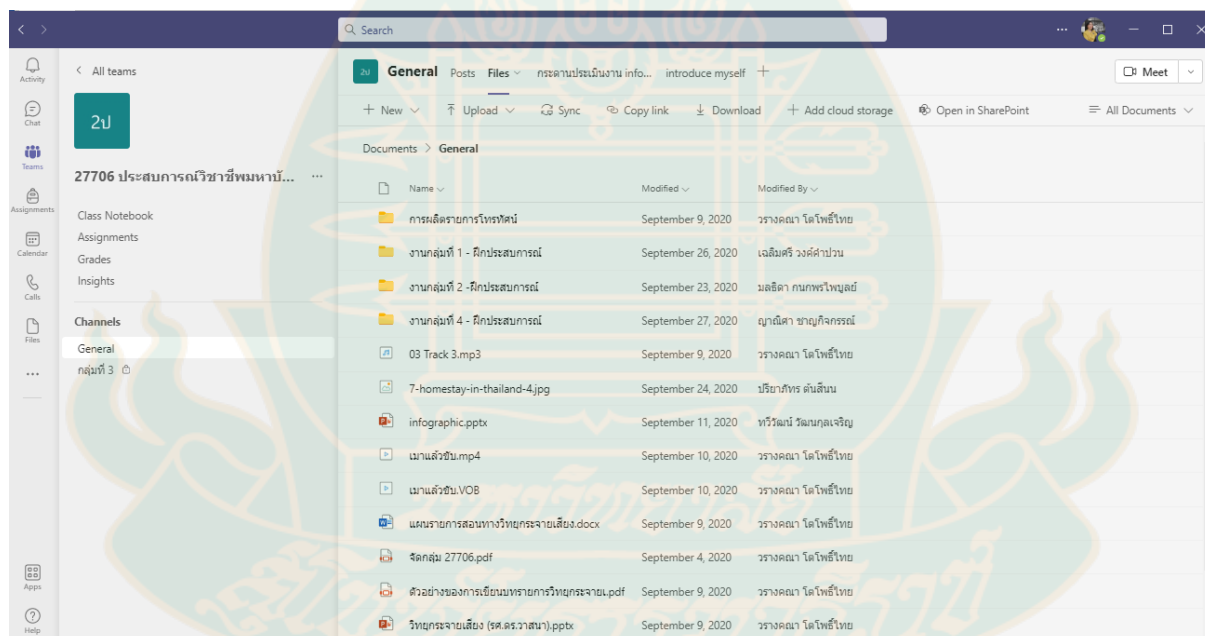 Search
Activity
Chat
Teams
Assignments
Calendar
Calls
Files
Apps
Help
All teams
2ป
27706 ประสบการณ์วิชาชีพมหาบั... ...
Class Notebook
Assignments
Grades
Insights
Channels
General
กลุ่มที่ 3
2ป General Posts Files กระดานประเมินงาน info... introduce myself Meet
New Upload Sync Copy link Download Add cloud storage Open in SharePoint All Documents
Documents > General
Name Modified Modified By
การผลิตรายการโทรทัศน์ September 9, 2020 วรางคณา โตโพธิ์ไทย
งานกลุ่มที่ 1 - ฝึกประสบการณ์ September 26, 2020 เฉลิมศรี วงค์คำปวน
งานกลุ่มที่ 2 -ฝึกประสบการณ์ September 23, 2020 มลธิดา กนกพรไพบูลย์
งานกลุ่มที่ 4 - ฝึกประสบการณ์ September 27, 2020 ญาณิศา ชาญกิจกรรณ์
03 Track 3.mp3 September 9, 2020 วรางคณา โตโพธิ์ไทย
7-homestay-in-thailand-4.jpg September 24, 2020 ปริยาภัทร ต้นสีนน
infographic.pptx September 11, 2020 ทวีวัฒน์ วัฒนกุลเจริญ
เมาแล้วขับ.mp4 September 10, 2020 วรางคณา โตโพธิ์ไทย
เมาแล้วขับ.VOB September 10, 2020 วรางคณา โตโพธิ์ไทย
แผนรายการสอนทางวิทยุกระจายเสียง.docx September 9, 2020 วรางคณา โตโพธิ์ไทย
จัดกลุ่ม 27706.pdf September 4, 2020 วรางคณา โตโพธิ์ไทย
ตัวอย่างของการเขียนบทรายการวิทยุกระจายเ.pdf September 9, 2020 วรางคณา โตโพธิ์ไทย
วิทยุกระจายเสียง (รศ.ดร.วาสนา).pptx September 9, 2020 วรางคณา โตโพธิ์ไทย